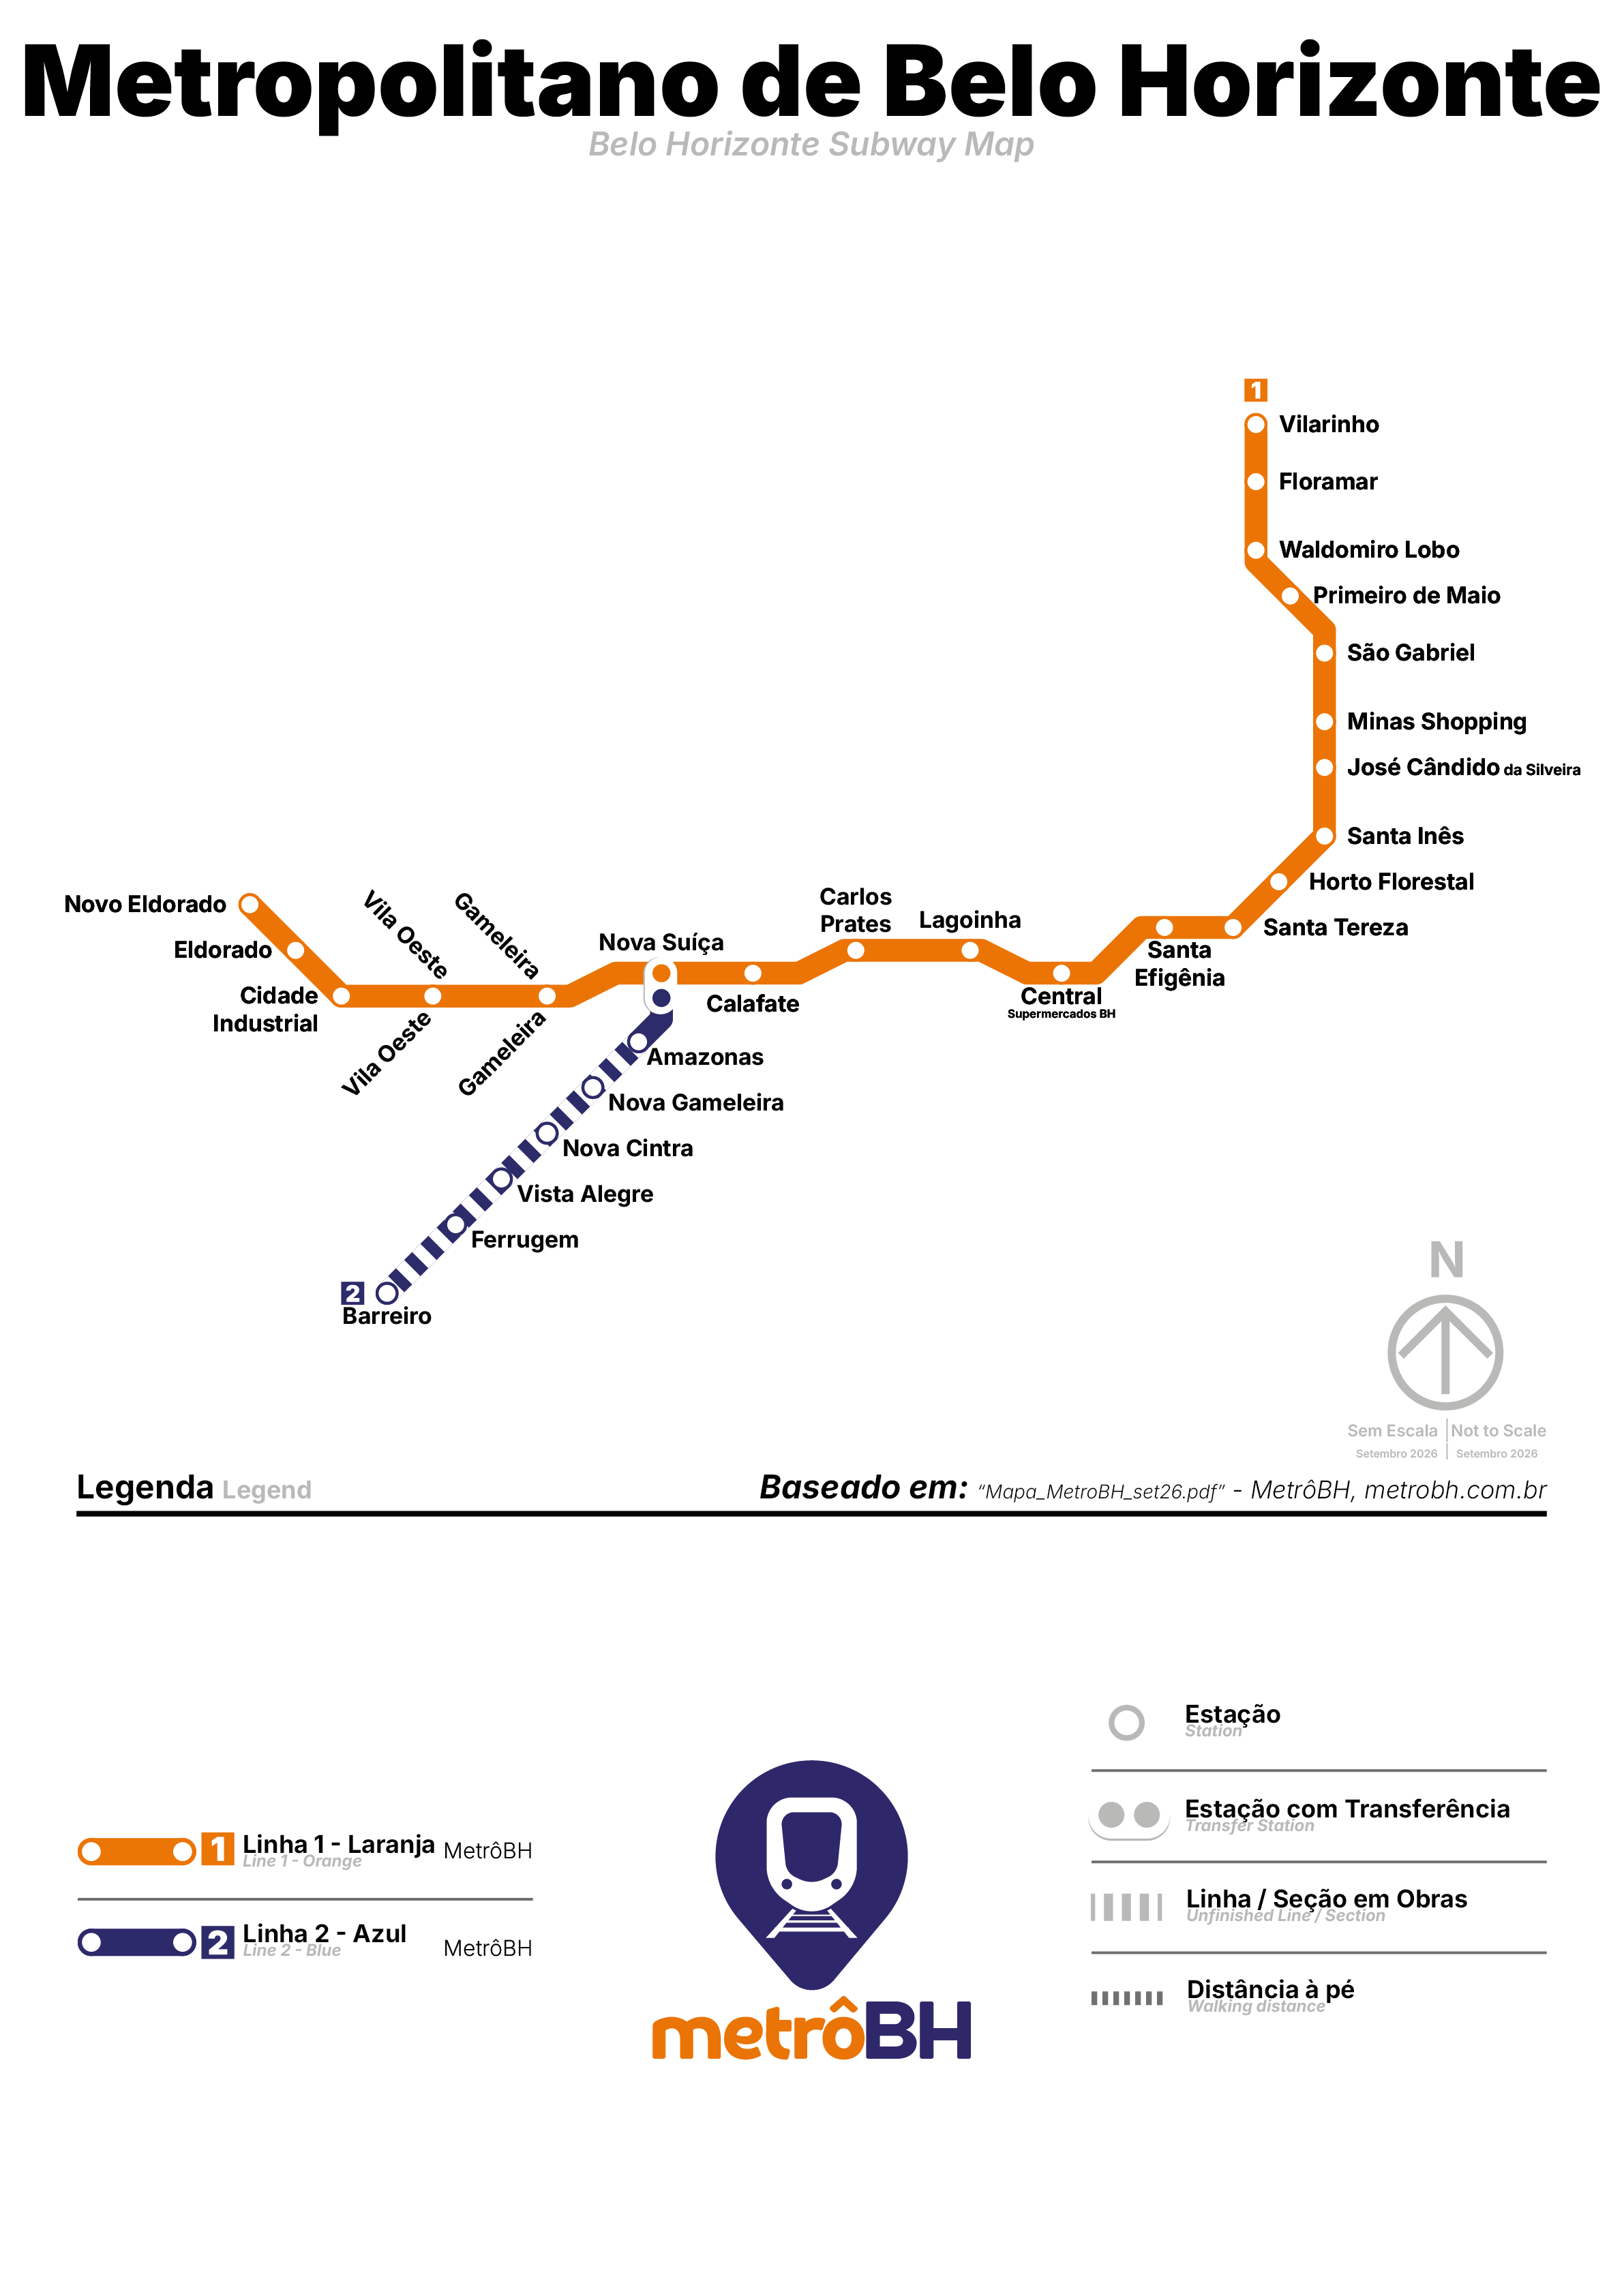 Metropolitano de Belo Horizonte
Belo Horizonte Subway Map
1
Vilarinho
Floramar
Waldomiro Lobo
Primeiro de Maio
São Gabriel
Minas Shopping
José Cândido da Silveira
Santa Inês
Horto Florestal
Santa Tereza
Santa
Efigênia
Central
Supermercados BH
Lagoinha
Carlos
Prates
Calafate
Nova Suíça
Gameleira
Gameleira
Vila Oeste
Vila Oeste
Cidade
Industrial
Eldorado
Novo Eldorado
Amazonas
Nova Gameleira
Nova Cintra
Vista Alegre
Ferrugem
2
Barreiro
N
Sem Escala | Not to Scale
Setembro 2026 | Setembro 2026
Legenda Legend
Baseado em: “Mapa_MetroBH_set26.pdf” - MetrôBH, metrobh.com.br
1 Linha 1 - Laranja MetrôBH
Line 1 - Orange
2 Linha 2 - Azul MetrôBH
Line 2 - Blue
metrôBH
Estação
Station
Estação com Transferência
Transfer Station
Linha / Seção em Obras
Unfinished Line / Section
Distância à pé
Walking distance